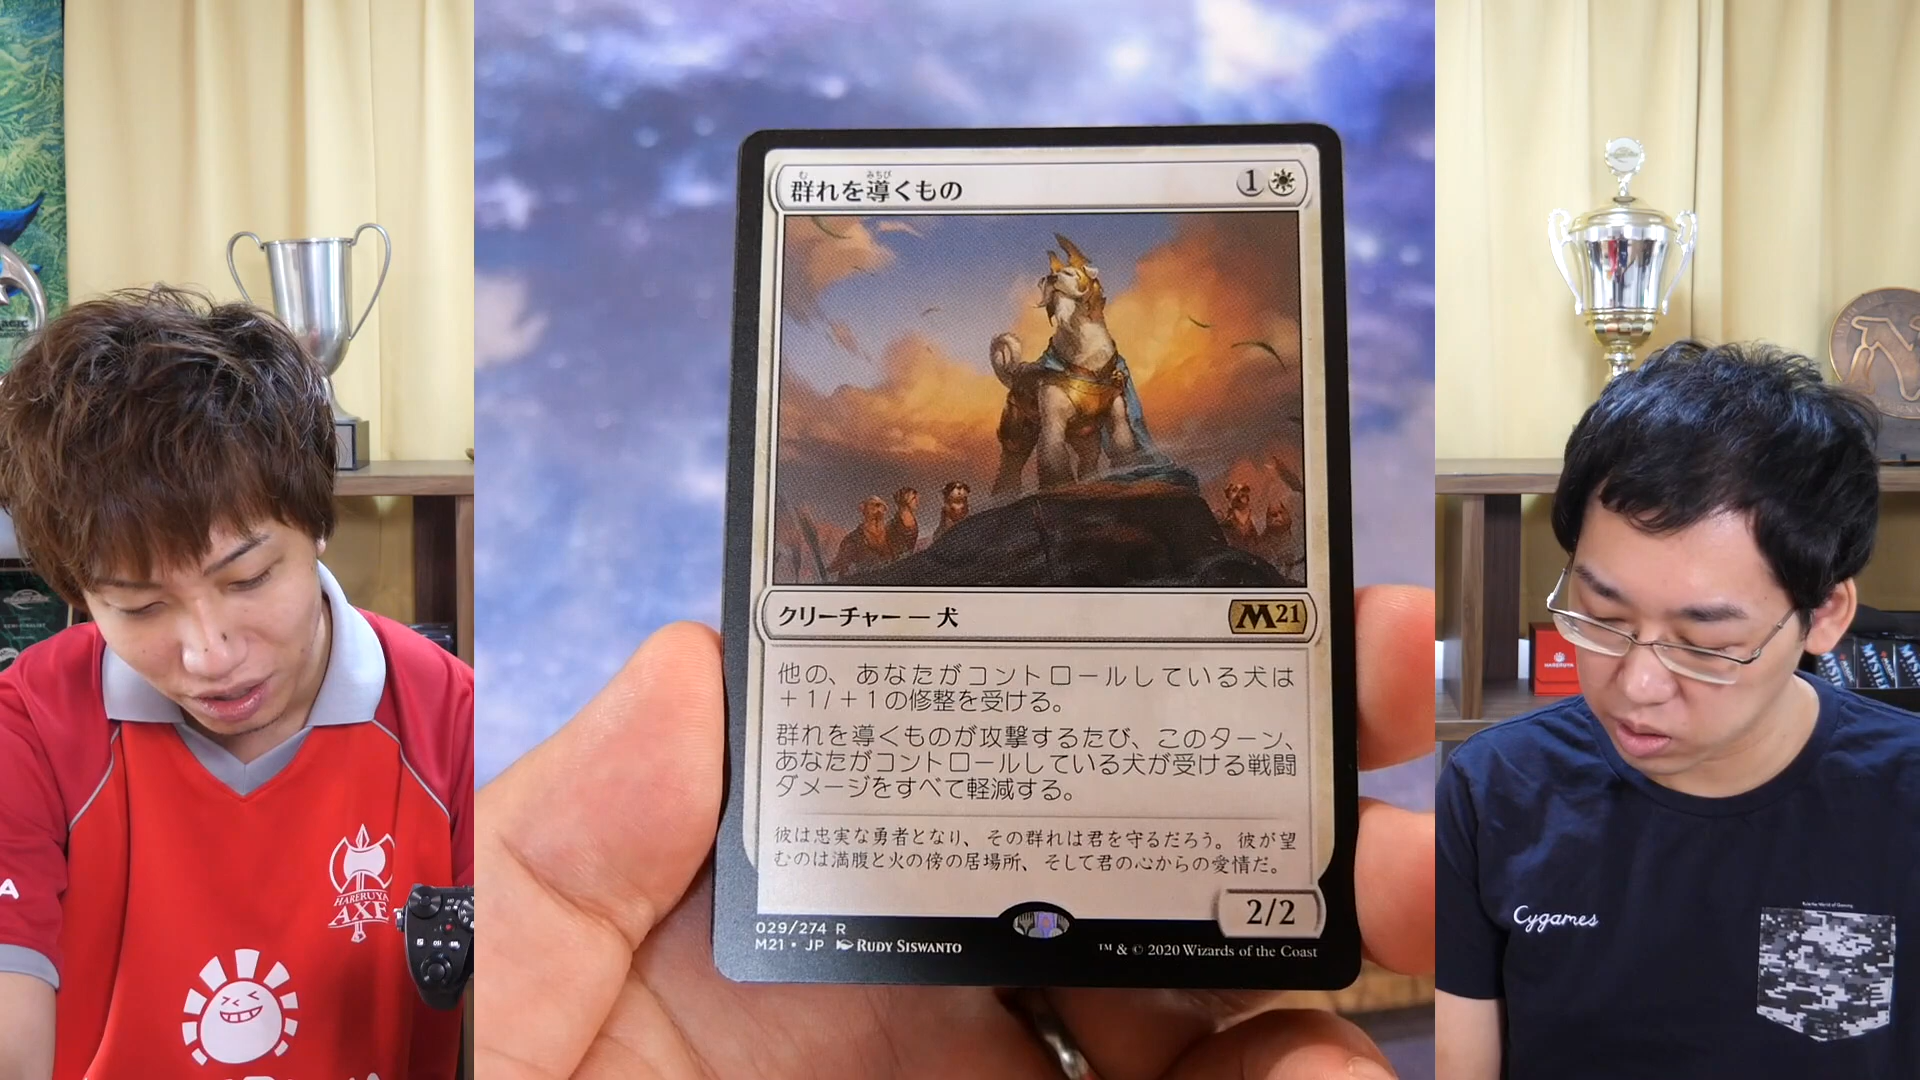 群れを導くもの
む みちび
1
クリーチャー ― 犬
M21
他の、あなたがコントロールしている犬は
+1/+1の修整を受ける。
群れを導くものが攻撃するたび、このターン、
あなたがコントロールしている犬が受ける戦闘
ダメージをすべて軽減する。
彼は忠実な勇者となり、その群れは君を守るだろう。彼が望
むのは満腹と火の傍の居場所、そして君の心からの愛情だ。
2/2
029/274 R
M21 • JP RUDY SISWANTO
™ & © 2020 Wizards of the Coast
HARERUYA
AXE
Cygames
HARERUYA